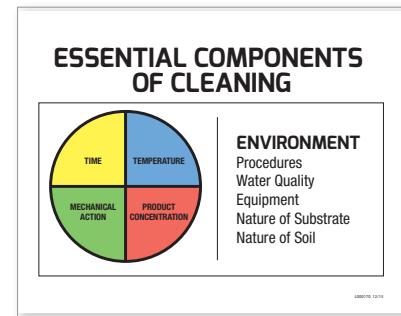 ESSENTIAL COMPONENTS
OF CLEANING
TIME
TEMPERATURE
MECHANICAL
ACTION
PRODUCT
CONCENTRATION
ENVIRONMENT
Procedures
Water Quality
Equipment
Nature of Substrate
Nature of Soil